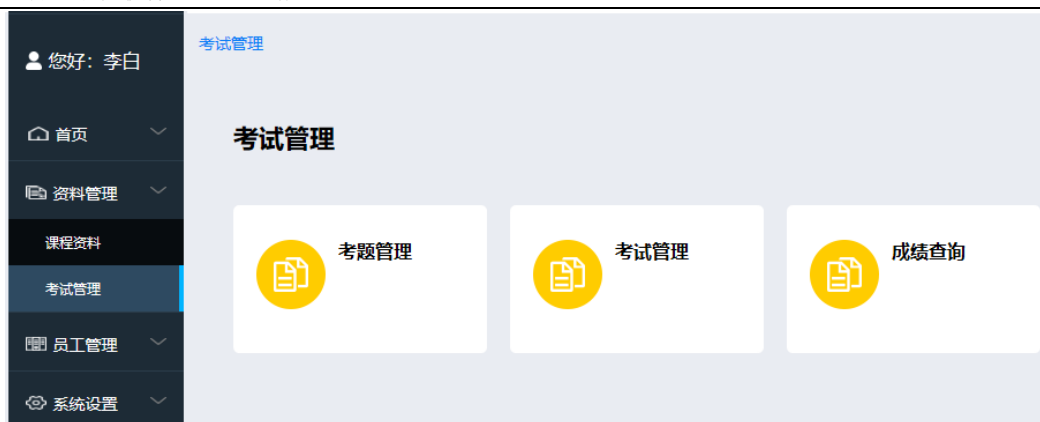 您好：李白
首页
资料管理
课程资料
考试管理
员工管理
系统设置
考试管理
考试管理
考题管理
考试管理
成绩查询